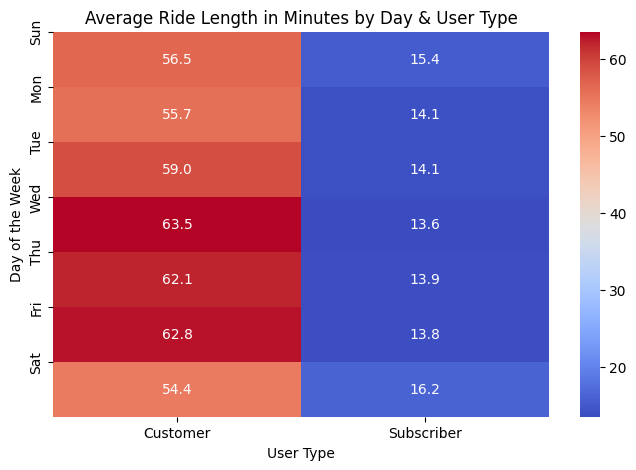 Average Ride Length in Minutes by Day & User Type
Sun
56.5 15.4
Mon
55.7 14.1
Tue
59.0 14.1
Wed
63.5 13.6
Thu
62.1 13.9
Fri
62.8 13.8
Sat
54.4 16.2
Day of the Week
Customer Subscriber
User Type
60
50
40
30
20